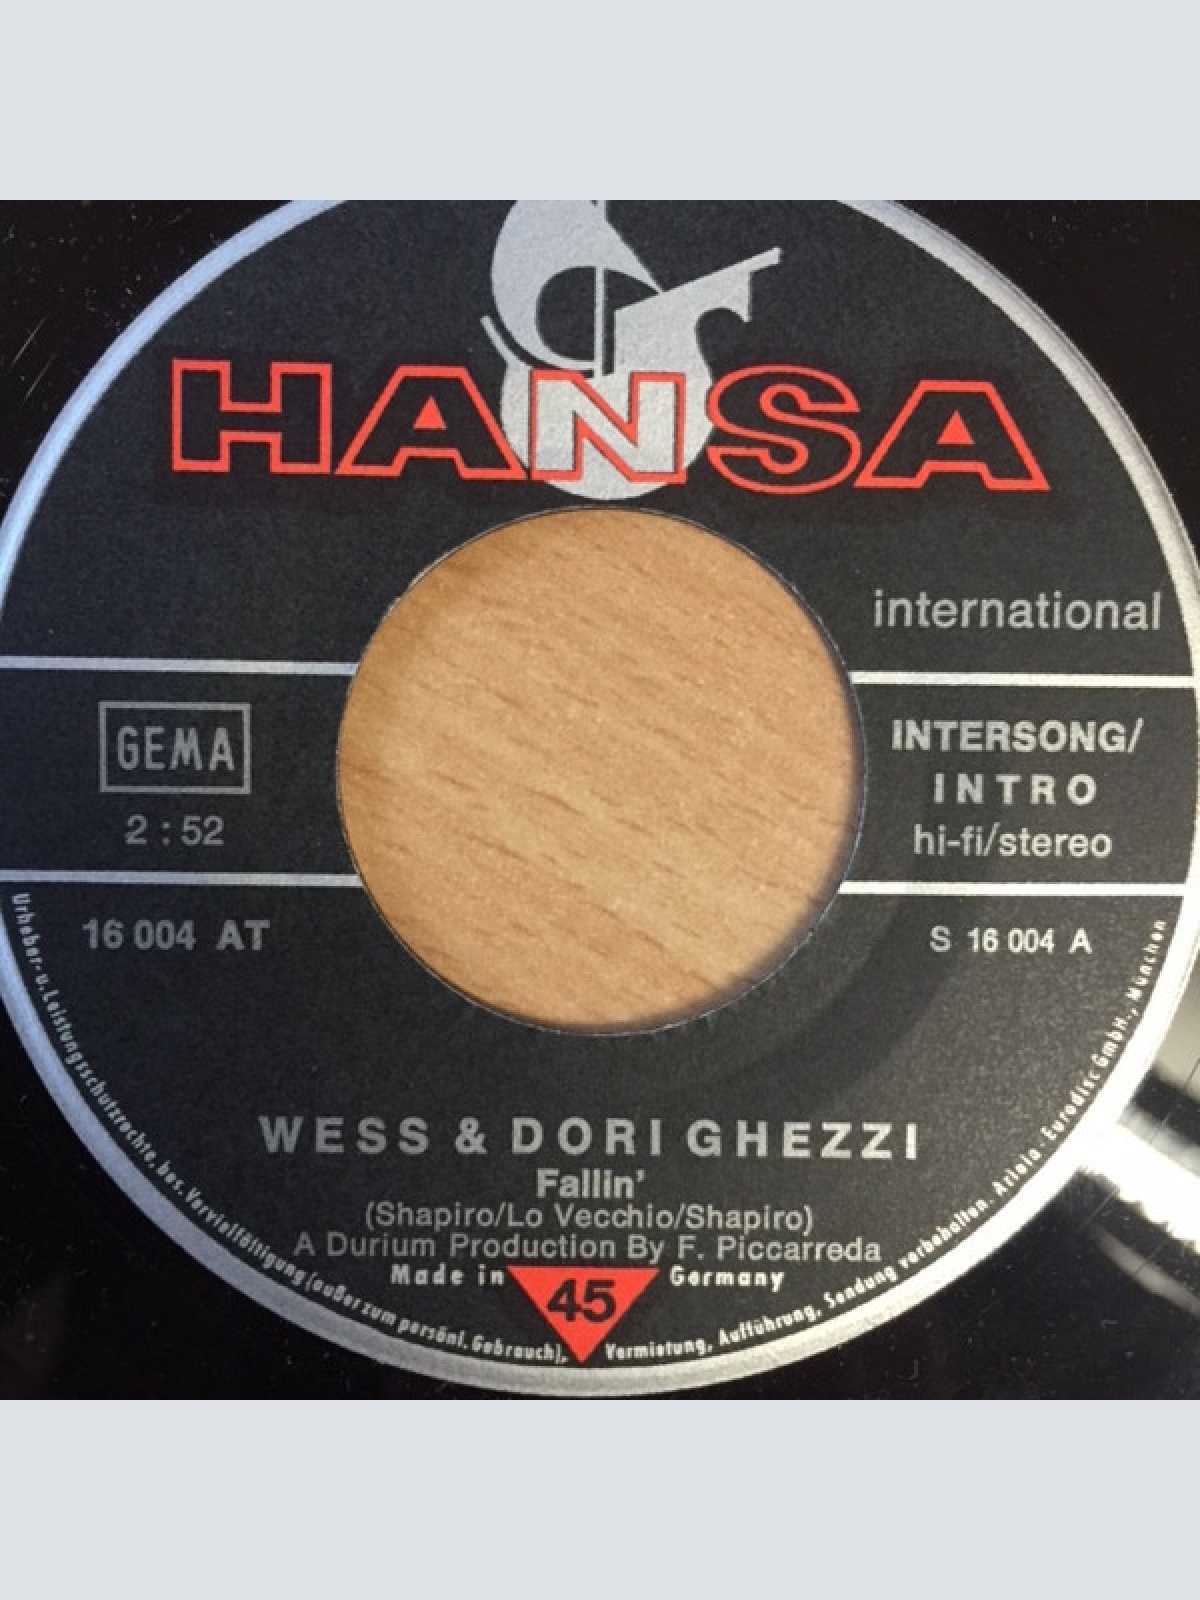 HANSA
international
GEMA
2 : 52
INTERSONG/
INTRO
hi-fi/stereo
16 004 AT
S 16 004 A
WESS & DORI GHEZZI
Fallin'
(Shapiro/Lo Vecchio/Shapiro)
A Durium Production By F. Piccarreda
Made in Germany
45
Urheber- u. Leistungsschutzrechte, bes. Vervielfältigung (außer zum persönl. Gebrauch), Vermietung, Aufführung, Sendung vorbehalten. Ariola-Eurodisc GmbH., München